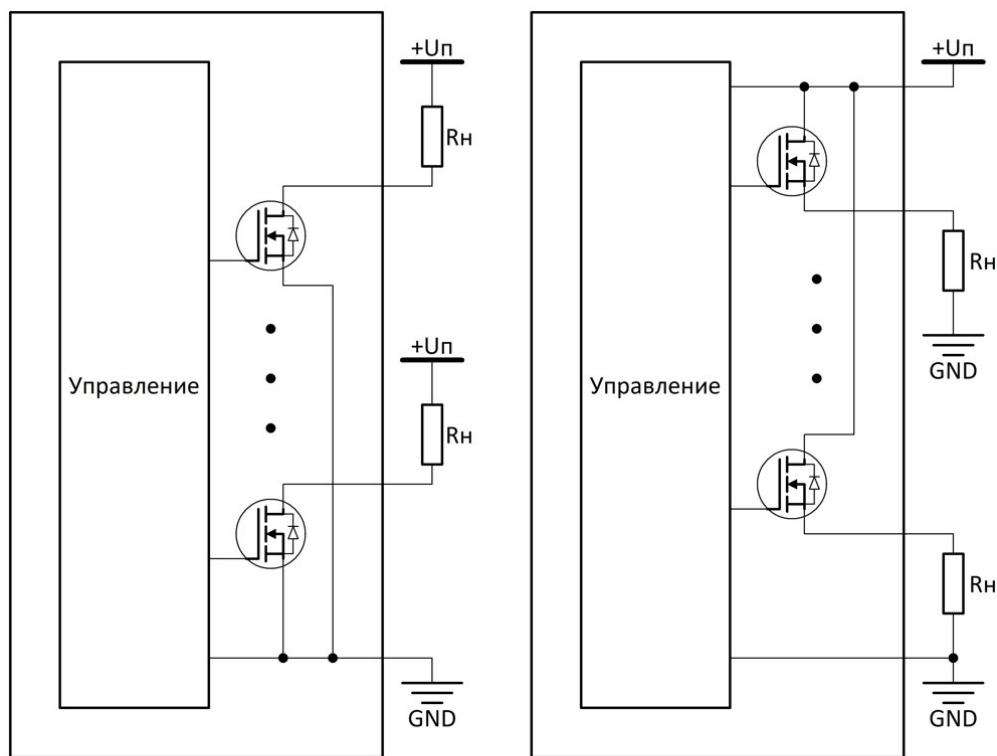 +Uп
Rн
+Uп
Управление
Rн
GND
+Uп
Rн
GND
Управление
Rн
GND